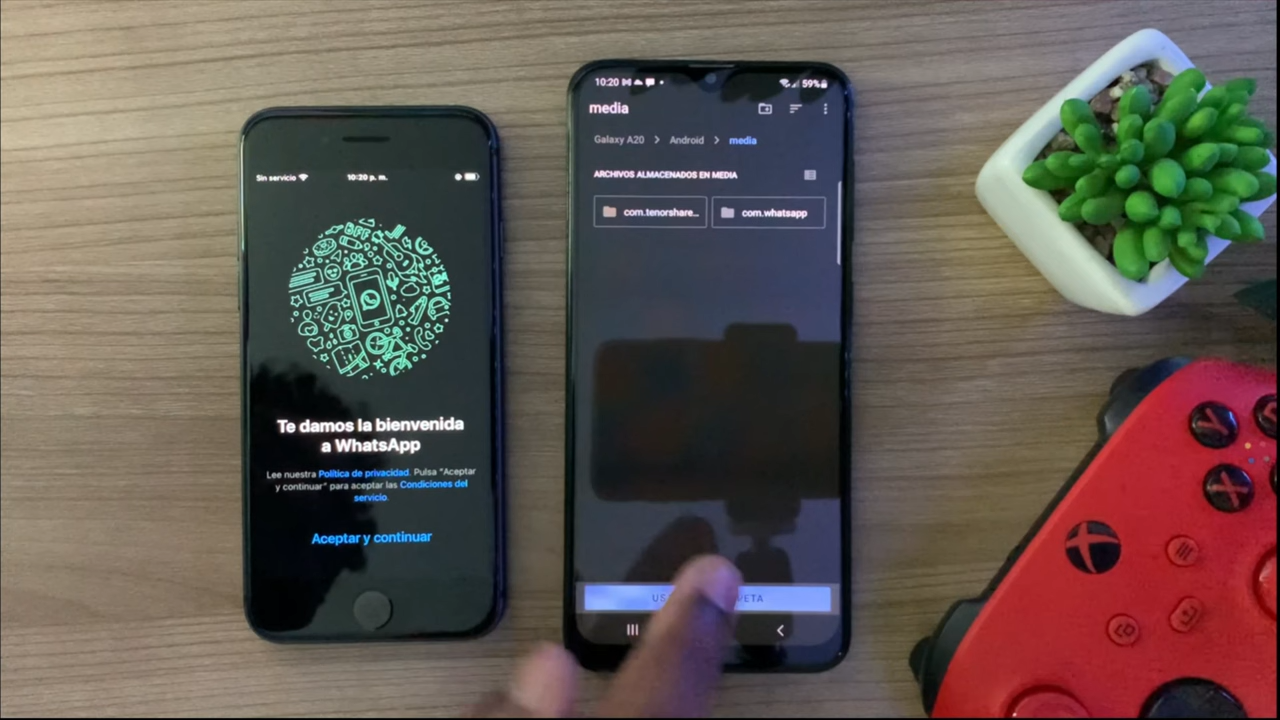 Sin servicio
10:20 p. m.
Te damos la bienvenida
a WhatsApp
Lee nuestra Política de privacidad. Pulsa "Aceptar
y continuar" para aceptar las Condiciones del
servicio.
Aceptar y continuar
10:20
59%
media
Galaxy A20 > Android > media
ARCHIVOS ALMACENADOS EN MEDIA
com.tenorshare...
com.whatsapp
Y
X